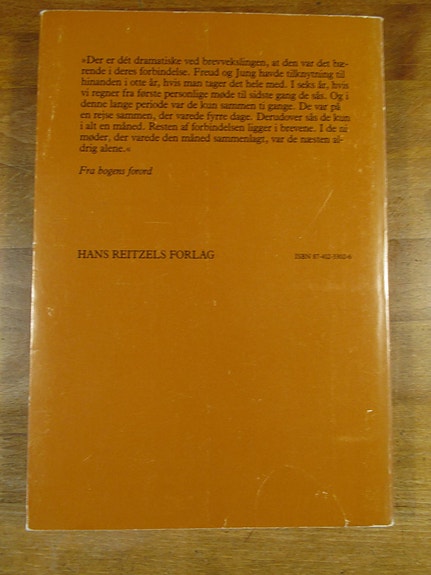 »Der er dét dramatiske ved brevvekslingen, at den var det bæ-
rende i deres forbindelse. Freud og Jung havde tilknytning til
hinanden i otte år, hvis man tager det hele med. I seks år, hvis
vi regner fra første personlige møde til sidste gang de sås. Og i
denne lange periode var de kun sammen ti gange. De var på
en rejse sammen, der varede fyrre dage. Derudover sås de kun
i alt en måned. Resten af forbindelsen ligger i brevene. I de ni
møder, der varede den måned sammenlagt, var de næsten al-
drig alene.«
Fra bogens forord
HANS REITZELS FORLAG
ISBN